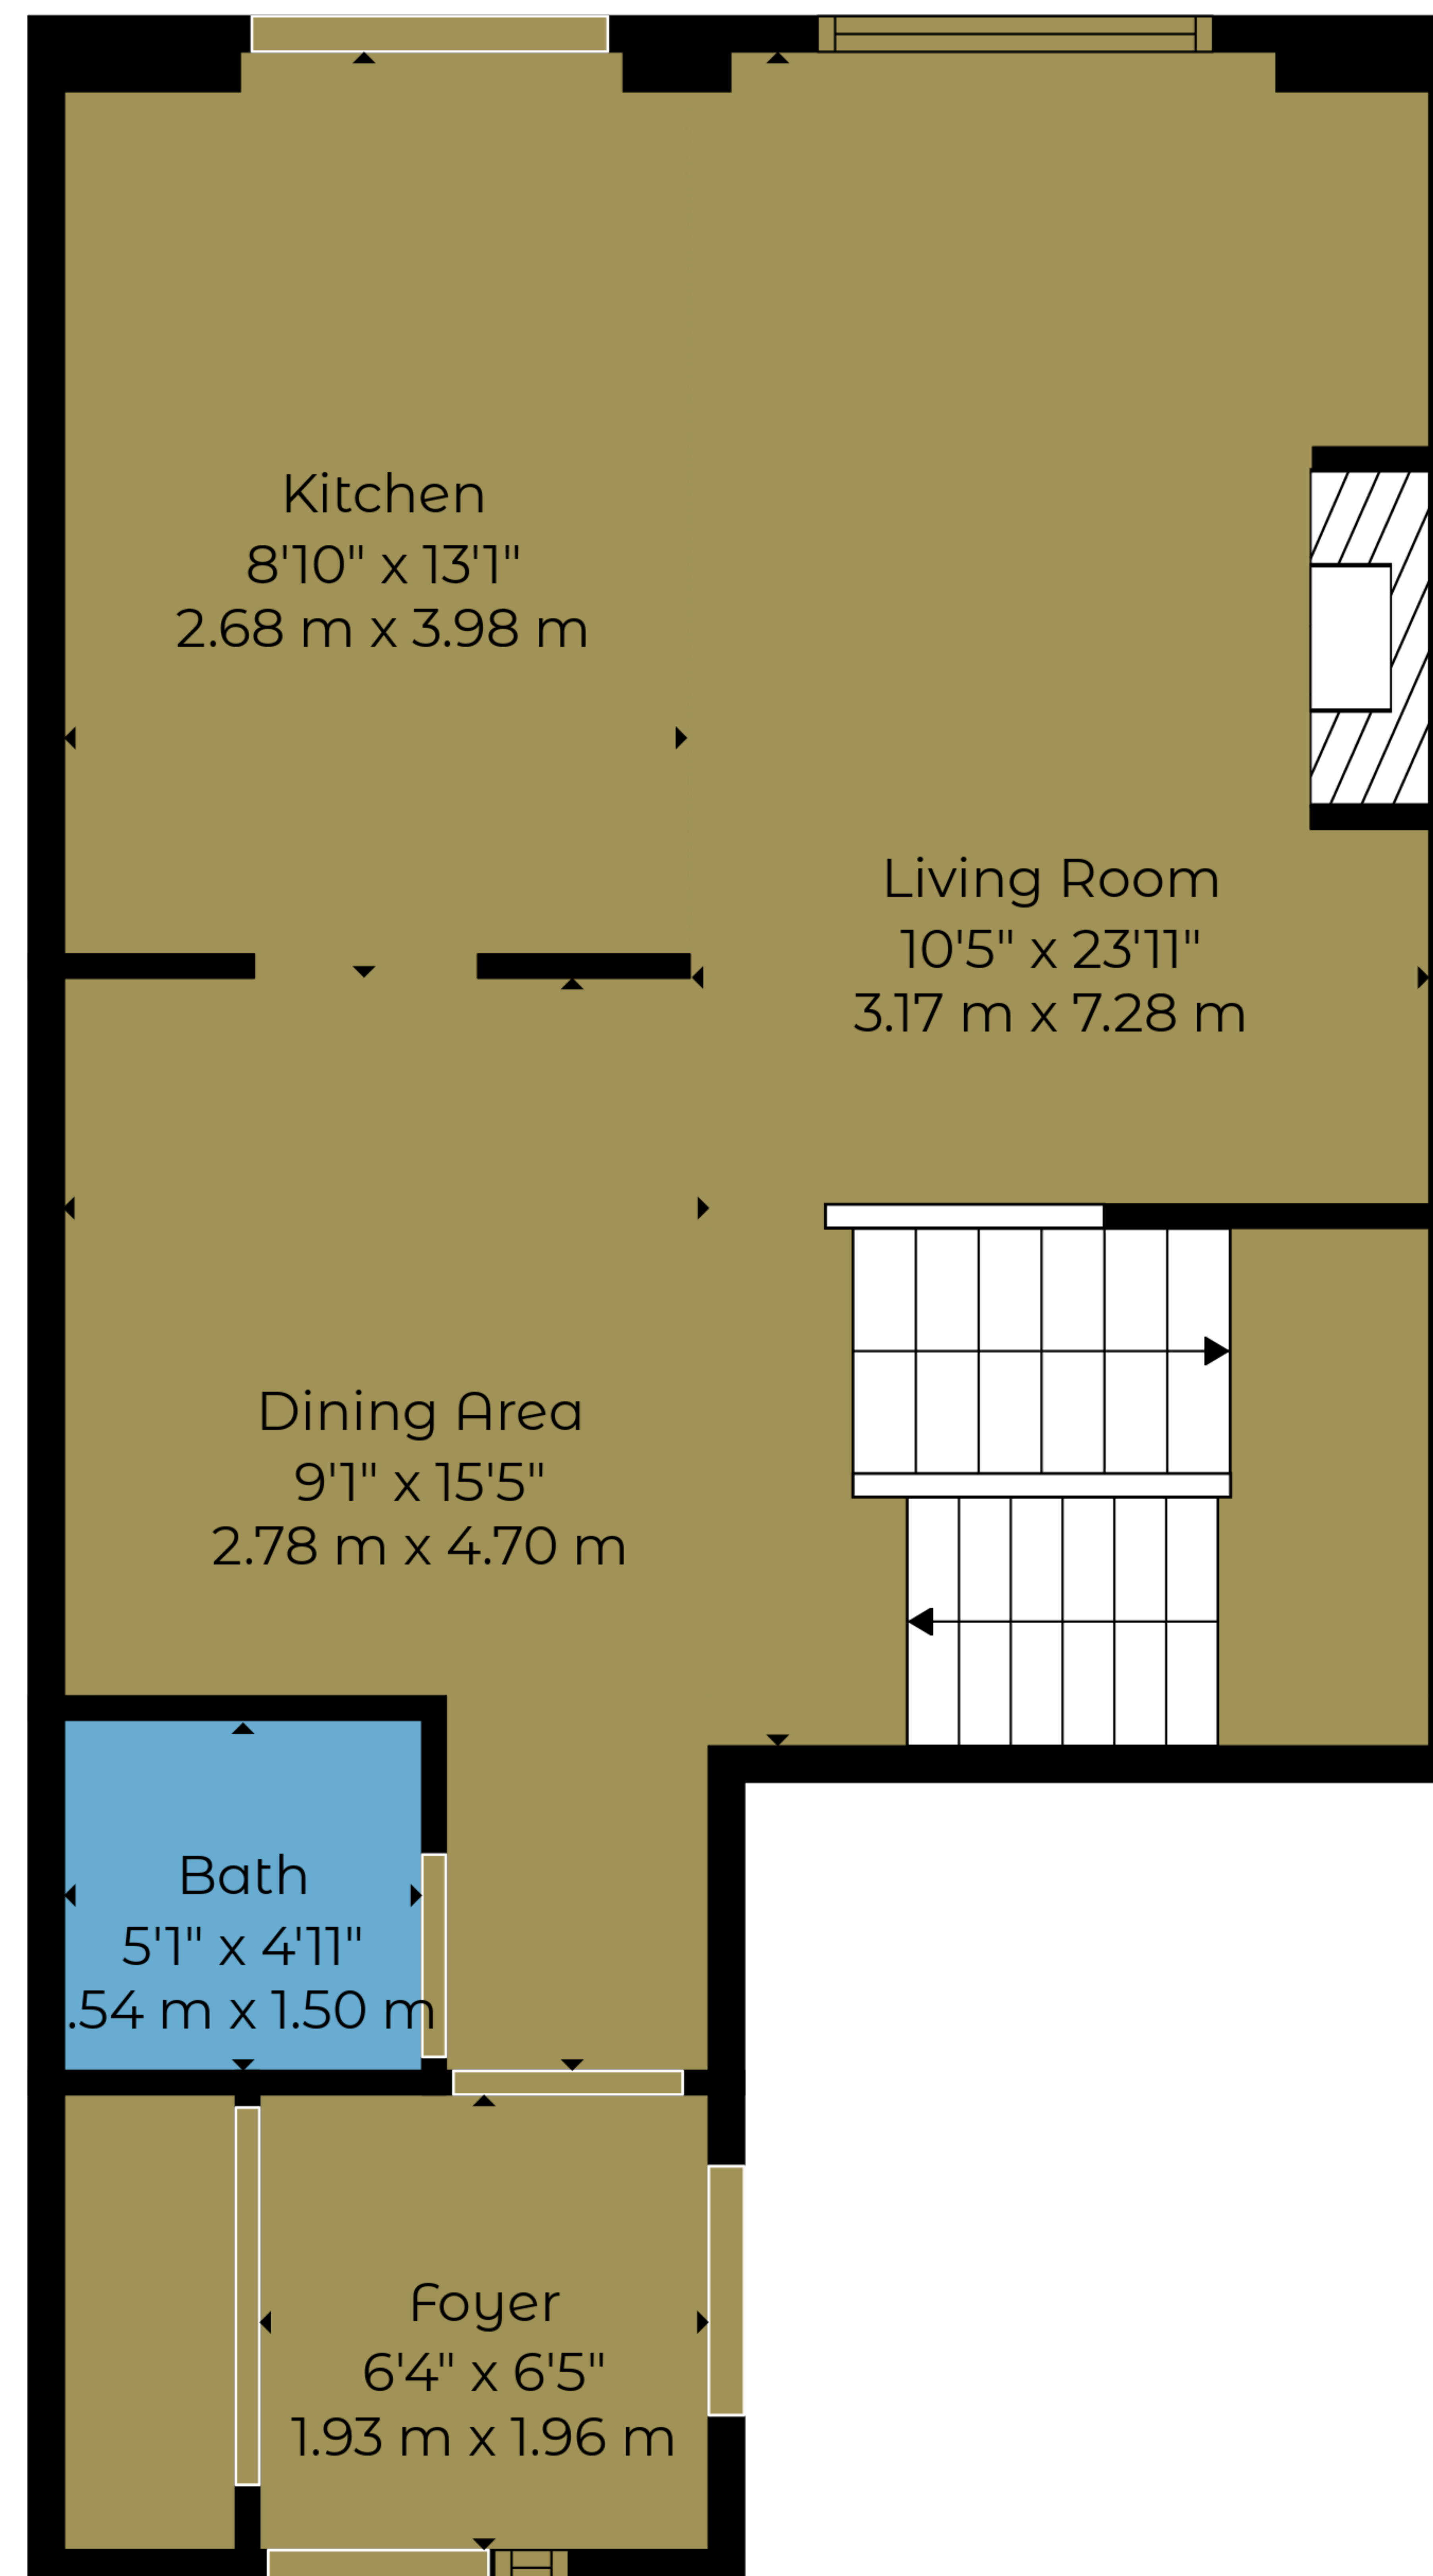 Kitchen
8'10" x 13'1"
2.68 m x 3.98 m
Living Room
10'5" x 23'11"
3.17 m x 7.28 m
Dining Area
9'1" x 15'5"
2.78 m x 4.70 m
Bath
5'1" x 4'11"
.54 m x 1.50 m
Foyer
6'4" x 6'5"
1.93 m x 1.96 m